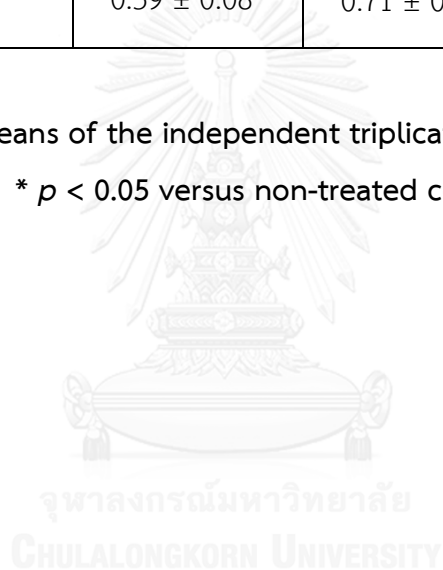 0.59 ± 0.08 0.71 ± 0
eans of the independent triplica
* p < 0.05 versus non-treated c
จุฬาลงกรณ์มหาวิทยาลัย
CHULALONGKORN UNIVERSITY